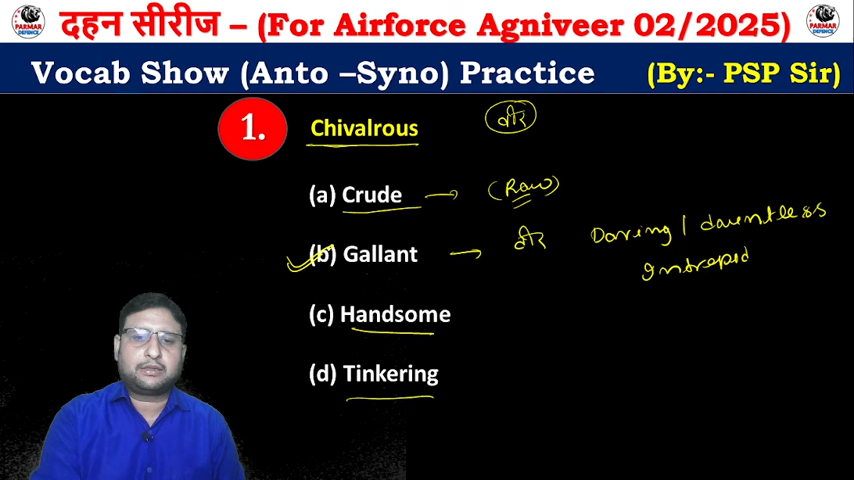 PARMAR DEFENCE
दहन सीरीज – (For Airforce Agniveer 02/2025)
PARMAR DEFENCE
Vocab Show (Anto –Syno) Practice (By:- PSP Sir)
1. Chivalrous वीर
(a) Crude (Raw)
(b) Gallant वीर Daring / dauntless
Intrepid
(c) Handsome
(d) Tinkering